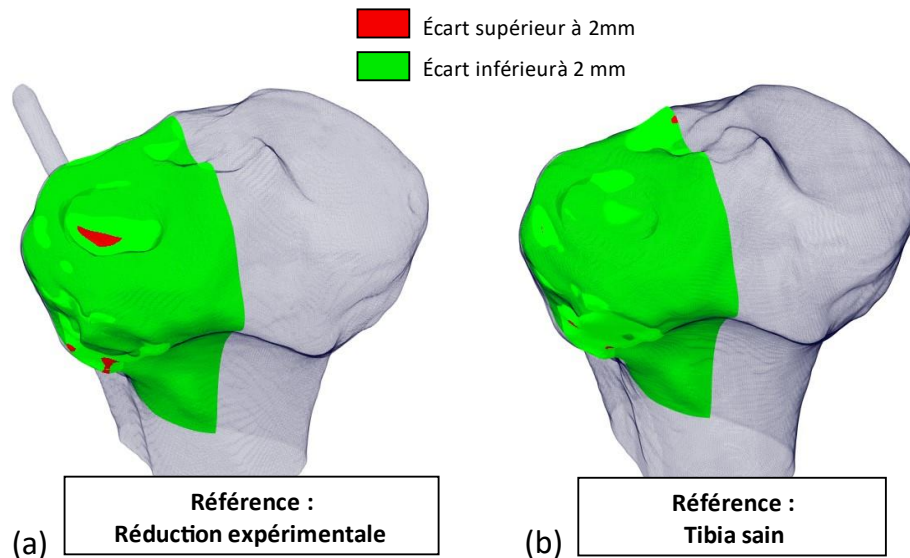 Écart supérieur à 2mm
Écart inférieurà 2 mm
Référence :
Réduction expérimentale
(a)
Référence :
Tibia sain
(b)